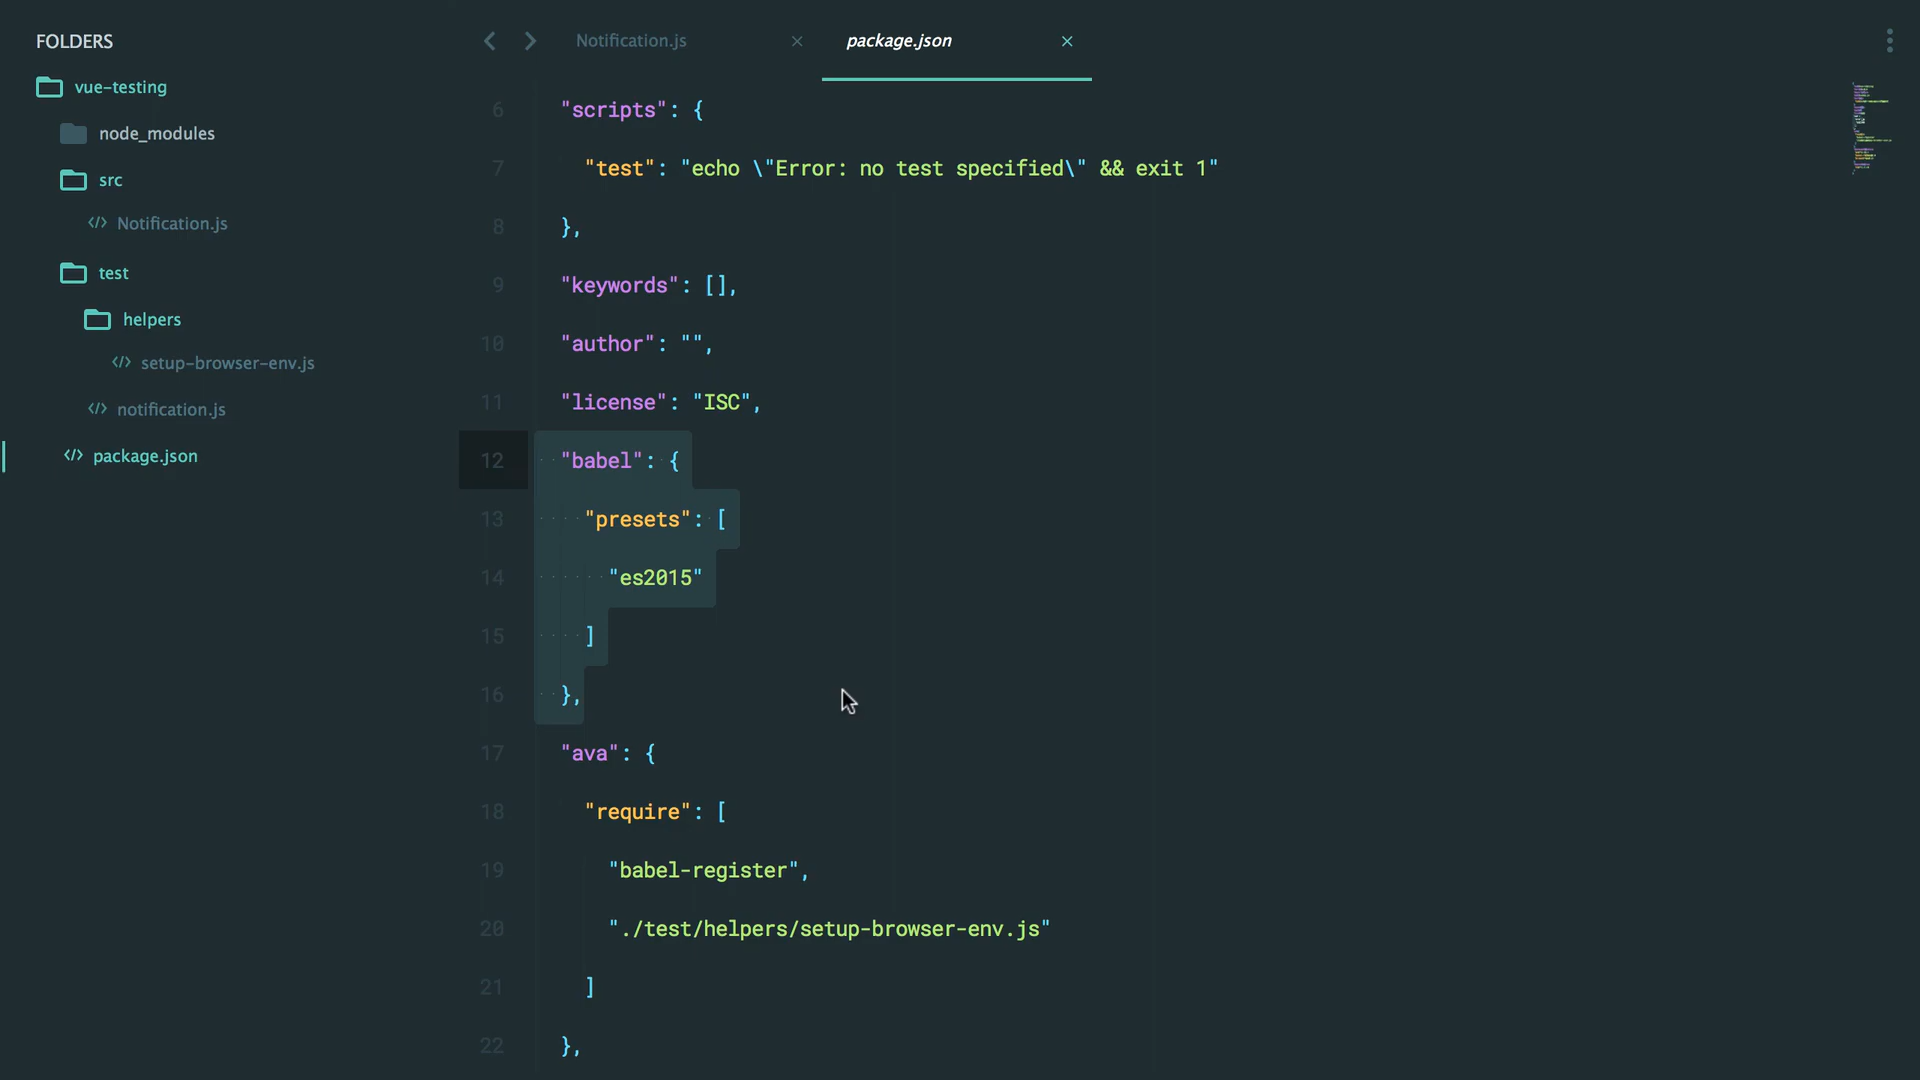 FOLDERS
vue-testing
node_modules
src
Notification.js
test
helpers
setup-browser-env.js
notification.js
package.json
Notification.js
package.json
6 "scripts": {
7 "test": "echo \"Error: no test specified\" && exit 1"
8 },
9 "keywords": [],
10 "author": "",
11 "license": "ISC",
12 "babel": {
13 "presets": [
14 "es2015"
15 ]
16 },
17 "ava": {
18 "require": [
19 "babel-register",
20 "./test/helpers/setup-browser-env.js"
21 ]
22 },